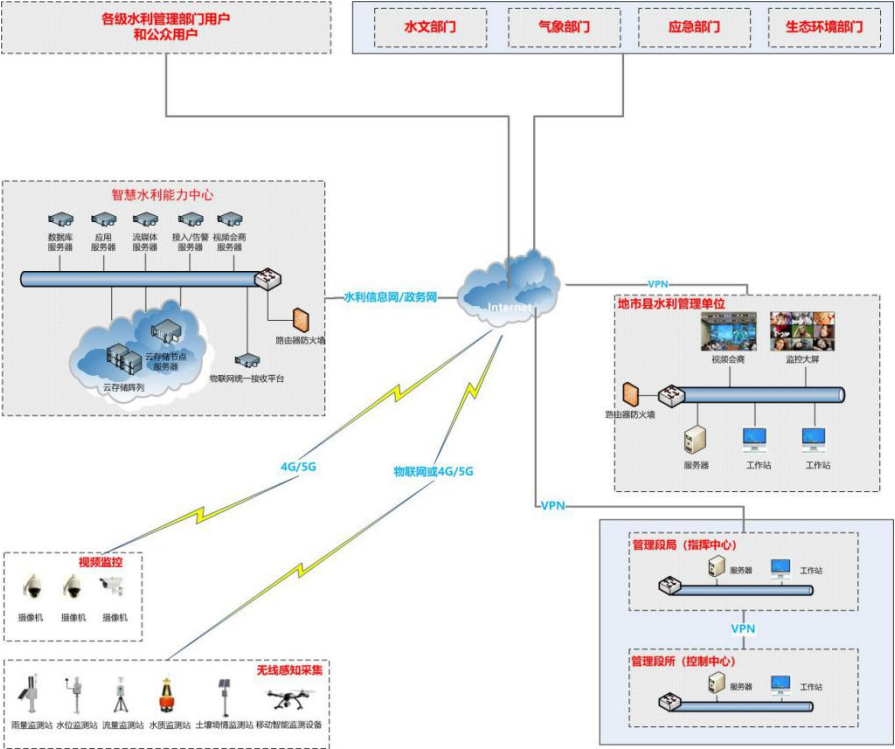 各级水利管理部门用户
和公众用户
水文部门
气象部门
应急部门
生态环境部门
智慧水利能力中心
数据库
服务器
应用
服务器
流媒体
服务器
接入/告警
服务器
视频会商
服务器
路由器防火墙
云存储节点
服务器
云存储阵列
物联网统一接收平台
水利信息网/政务网
Internet
VPN
地市县水利管理单位
视频会商
监控大屏
路由器防火墙
服务器
工作站
工作站
4G/5G
物联网或4G/5G
VPN
视频监控
摄像机
摄像机
摄像机
管理段局（指挥中心）
服务器
工作站
VPN
管理段所（控制中心）
服务器
工作站
无线感知采集
雨量监测站
水位监测站
流量监测站
水质监测站
土壤墒情监测站
移动智能监测设备